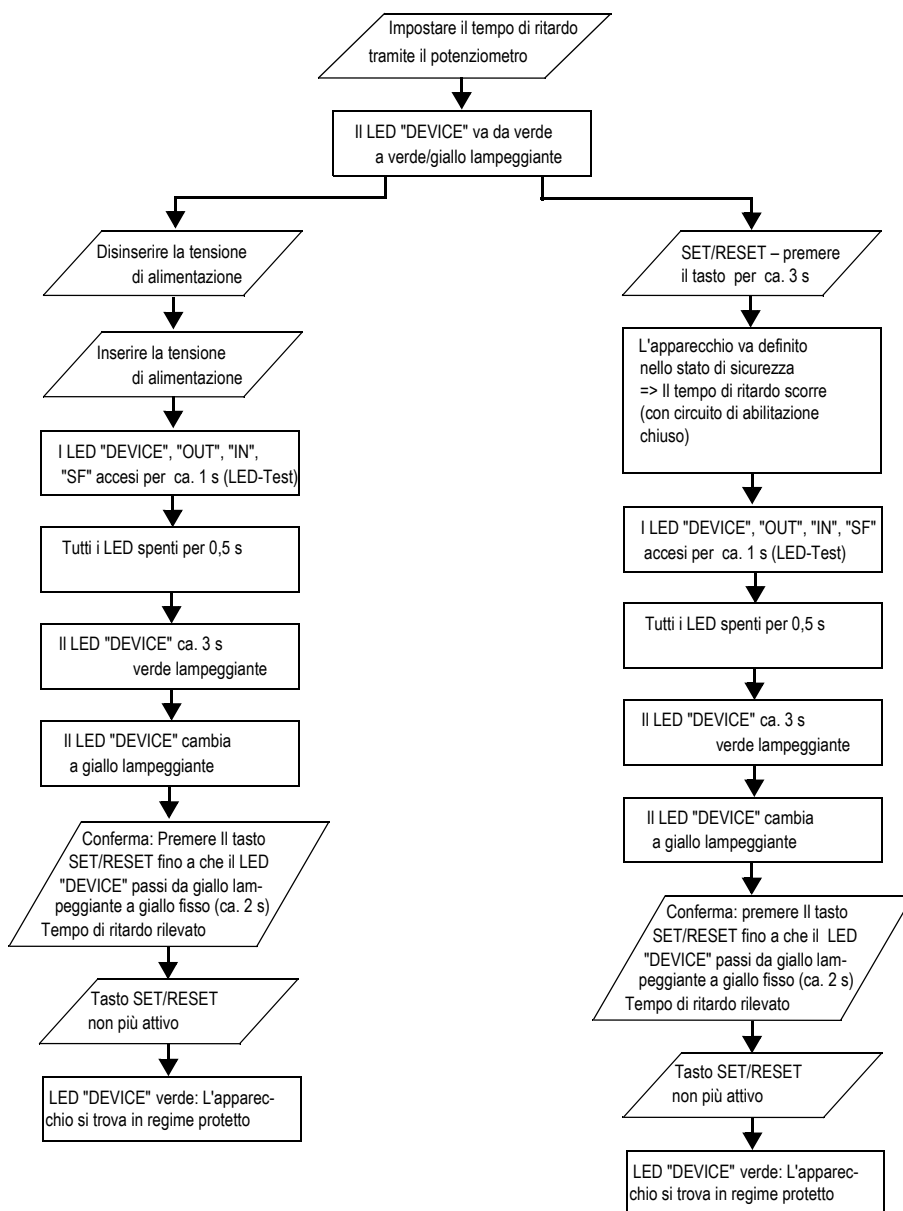 Impostare il tempo di ritardo
tramite il potenziometro
Il LED "DEVICE" va da verde
a verde/giallo lampeggiante
Disinserire la tensione
di alimentazione
Inserire la tensione
di alimentazione
I LED "DEVICE", "OUT", "IN",
"SF" accesi per ca. 1 s (LED-Test)
Tutti i LED spenti per 0,5 s
Il LED "DEVICE" ca. 3 s
verde lampeggiante
Il LED "DEVICE" cambia
a giallo lampeggiante
Conferma: Premere Il tasto
SET/RESET fino a che il LED
"DEVICE" passi da giallo lam-
peggiante a giallo fisso (ca. 2 s)
Tempo di ritardo rilevato
Tasto SET/RESET
non più attivo
LED "DEVICE" verde: L'apparec-
chio si trova in regime protetto
SET/RESET – premere
il tasto per ca. 3 s
L'apparecchio va definito
nello stato di sicurezza
=> Il tempo di ritardo scorre
(con circuito di abilitazione
chiuso)
I LED "DEVICE", "OUT", "IN", "SF"
accesi per ca. 1 s (LED-Test)
Tutti i LED spenti per 0,5 s
Il LED "DEVICE" ca. 3 s
verde lampeggiante
Il LED "DEVICE" cambia
a giallo lampeggiante
Conferma: premere Il tasto
SET/RESET fino a che il LED
"DEVICE" passi da giallo lam-
peggiante a giallo fisso (ca. 2 s)
Tempo di ritardo rilevato
Tasto SET/RESET
non più attivo
LED "DEVICE" verde: L'apparec-
chio si trova in regime protetto